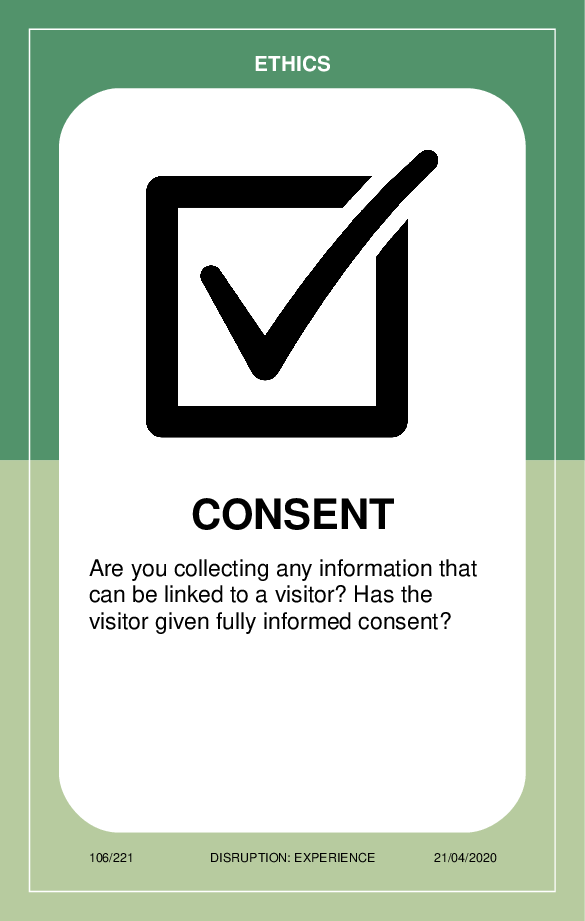 ETHICS
CONSENT
Are you collecting any information that
can be linked to a visitor? Has the
visitor given fully informed consent?
106/221 DISRUPTION: EXPERIENCE 21/04/2020